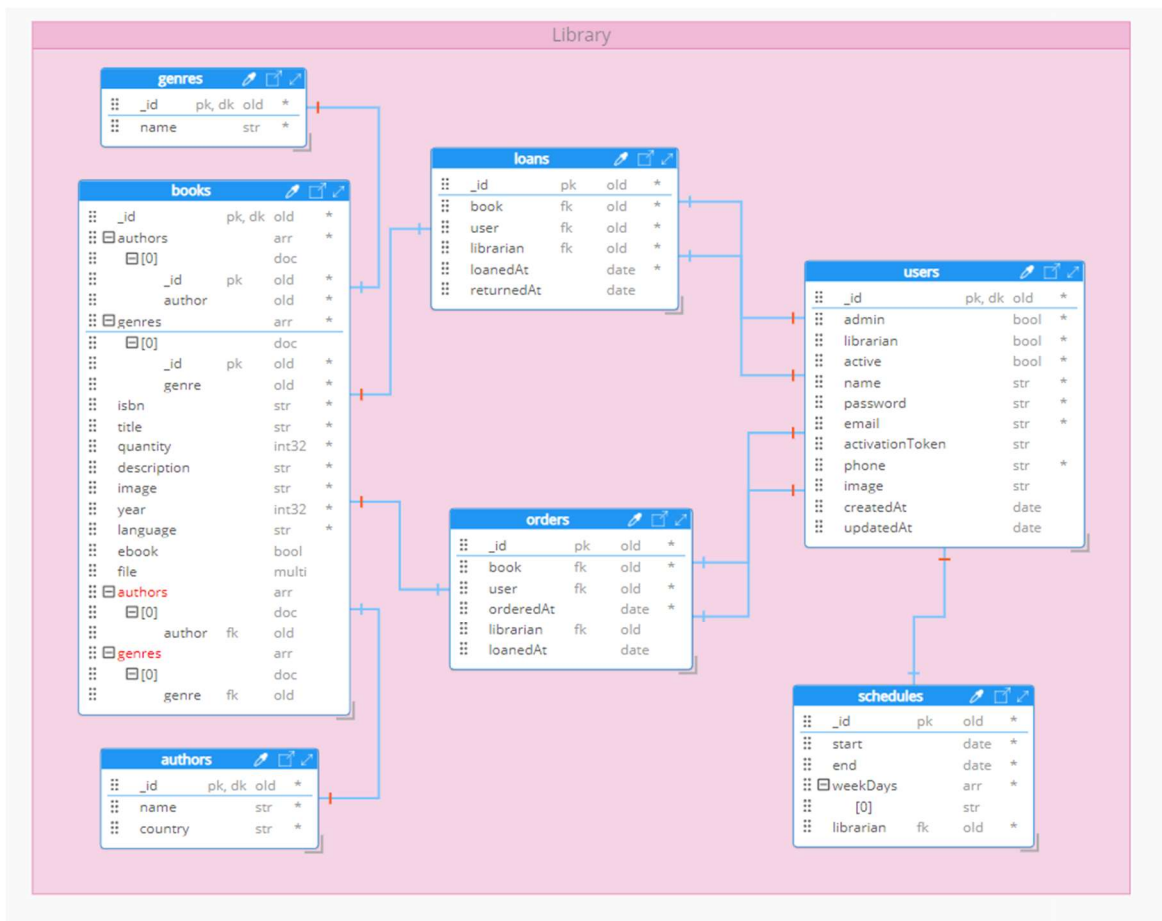 Library
genres
_id pk, dk oId *
name str *
books
_id pk, dk oId *
authors arr *
[0] doc
_id pk oId *
author oId *
genres arr *
[0] doc
_id pk oId *
genre oId *
isbn str *
title str *
quantity int32 *
description str *
image str *
year int32 *
language str *
ebook bool
file multi
authors arr
[0] doc
author fk oId
genres arr
[0] doc
genre fk oId
authors
_id pk, dk oId *
name str *
country str *
loans
_id pk oId *
book fk oId *
user fk oId *
librarian fk oId *
loanedAt date *
returnedAt date
orders
_id pk oId *
book fk oId *
user fk oId *
orderedAt date *
librarian fk oId
loanedAt date
users
_id pk, dk oId *
admin bool *
librarian bool *
active bool *
name str *
password str *
email str *
activationToken str
phone str *
image str
createdAt date
updatedAt date
schedules
_id pk oId *
start date *
end date *
weekDays arr *
[0] str
librarian fk oId *